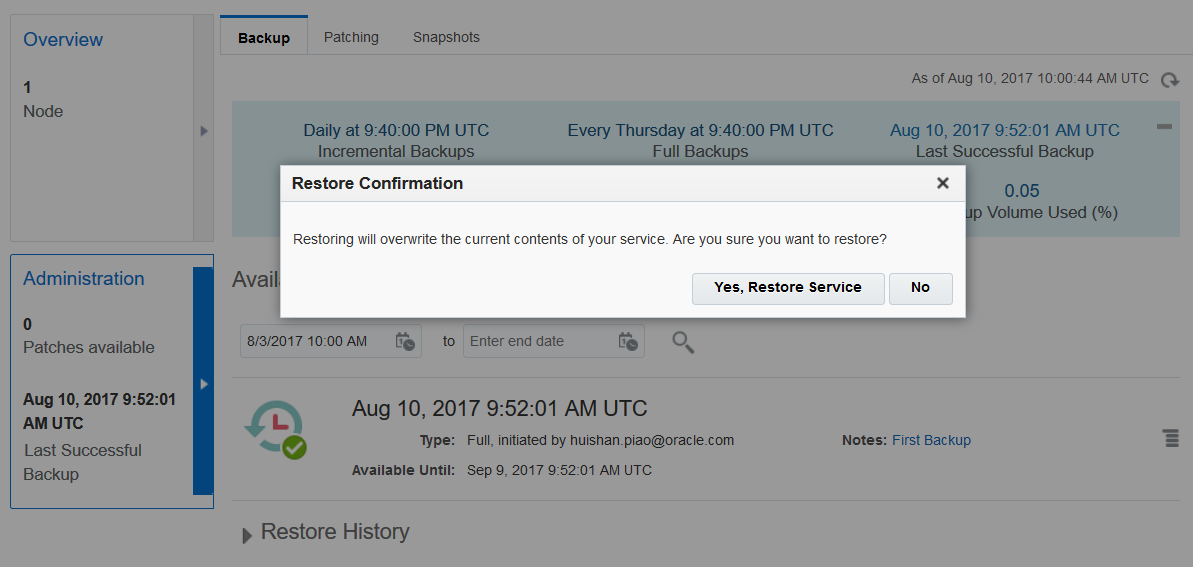 Overview
1
Node
Administration
0
Patches available
Aug 10, 2017 9:52:01
AM UTC
Last Successful
Backup
Backup Patching Snapshots
As of Aug 10, 2017 10:00:44 AM UTC
Daily at 9:40:00 PM UTC Every Thursday at 9:40:00 PM UTC Aug 10, 2017 9:52:01 AM UTC
Incremental Backups Full Backups Last Successful Backup
0.05
Volume Used (%)
Restore Confirmation
Restoring will overwrite the current contents of your service. Are you sure you want to restore?
Yes, Restore Service No
8/3/2017 10:00 AM to Enter end date
Aug 10, 2017 9:52:01 AM UTC
Type: Full, initiated by huishan.piao@oracle.com Notes: First Backup
Available Until: Sep 9, 2017 9:52:01 AM UTC
Restore History